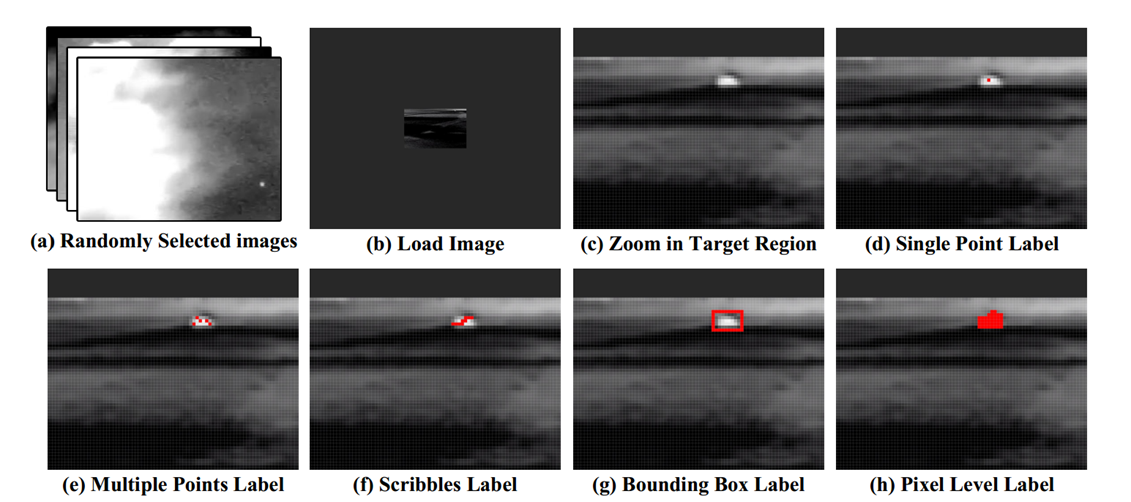 (a) Randomly Selected images
(b) Load Image
(c) Zoom in Target Region
(d) Single Point Label
(e) Multiple Points Label
(f) Scribbles Label
(g) Bounding Box Label
(h) Pixel Level Label